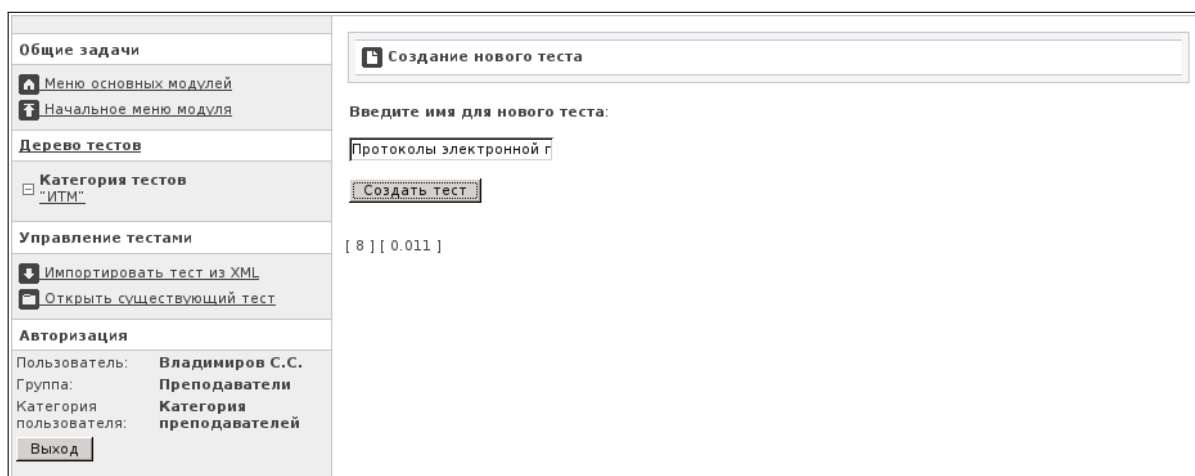 Общие задачи
Меню основных модулей
Начальное меню модуля
Дерево тестов
Категория тестов
"ИТМ"
Управление тестами
Импортировать тест из XML
Открыть существующий тест
Авторизация
Пользователь: Владимиров С.С.
Группа: Преподаватели
Категория пользователя: Категория преподавателей
Выход
Создание нового теста
Введите имя для нового теста:
Протоколы электронной п
Создать тест
[ 8 ] [ 0.011 ]